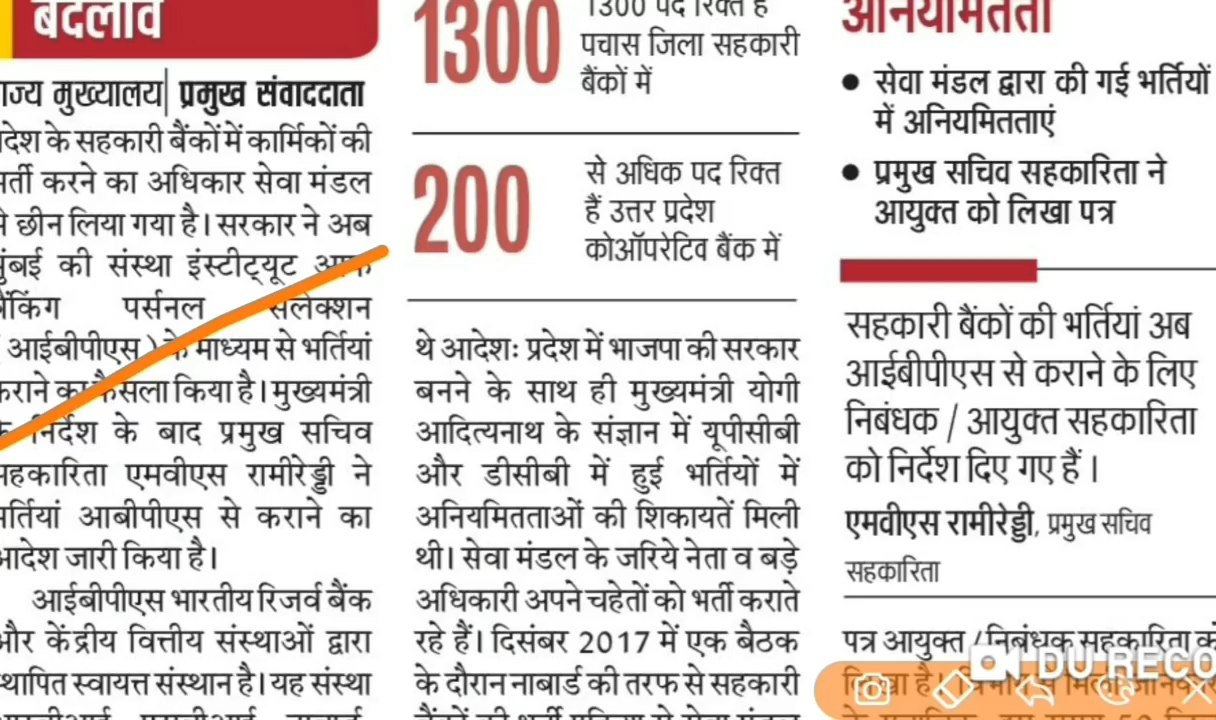 बदलाव
राज्य मुख्यालय| प्रमुख संवाददाता
प्रदेश के सहकारी बैंकों में कार्मिकों की
भर्ती करने का अधिकार सेवा मंडल
से छीन लिया गया है। सरकार ने अब
मुंबई की संस्था इंस्टीट्यूट आफ
बैंकिंग पर्सनल सलेक्शन
( आईबीपीएस ) के माध्यम से भर्तियां
कराने का फैसला किया है। मुख्यमंत्री
के निर्देश के बाद प्रमुख सचिव
सहकारिता एमवीएस रामीरेड्डी ने
भर्तियां आबीपीएस से कराने का
आदेश जारी किया है।
आईबीपीएस भारतीय रिजर्व बैंक
और केंद्रीय वित्तीय संस्थाओं द्वारा
स्थापित स्वायत्त संस्थान है। यह संस्था
1300
1300 पद रिक्त हैं
पचास जिला सहकारी
बैंकों में
200
से अधिक पद रिक्त
हैं उत्तर प्रदेश
कोऑपरेटिव बैंक में
थे आदेशः प्रदेश में भाजपा की सरकार
बनने के साथ ही मुख्यमंत्री योगी
आदित्यनाथ के संज्ञान में यूपीसीबी
और डीसीबी में हुई भर्तियों में
अनियमितताओं की शिकायतें मिली
थी। सेवा मंडल के जरिये नेता व बड़े
अधिकारी अपने चहेतों को भर्ती कराते
रहे हैं। दिसंबर 2017 में एक बैठक
के दौरान नाबार्ड की तरफ से सहकारी
अनियमितता
● सेवा मंडल द्वारा की गई भर्तियों
में अनियमितताएं
● प्रमुख सचिव सहकारिता ने
आयुक्त को लिखा पत्र
सहकारी बैंकों की भर्तियां अब
आईबीपीएस से कराने के लिए
निबंधक / आयुक्त सहकारिता
को निर्देश दिए गए हैं ।
एमवीएस रामीरेड्डी, प्रमुख सचिव
सहकारिता
पत्र आयुक्त / निबंधक सहकारिता को
DU RECO